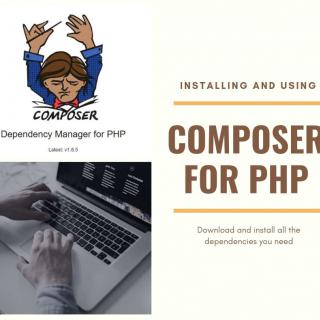 COMPOSER
Dependency Manager for PHP
Latest: v1.8.5
INSTALLING AND USING
COMPOSER
FOR PHP
Download and install all the
dependencies you need